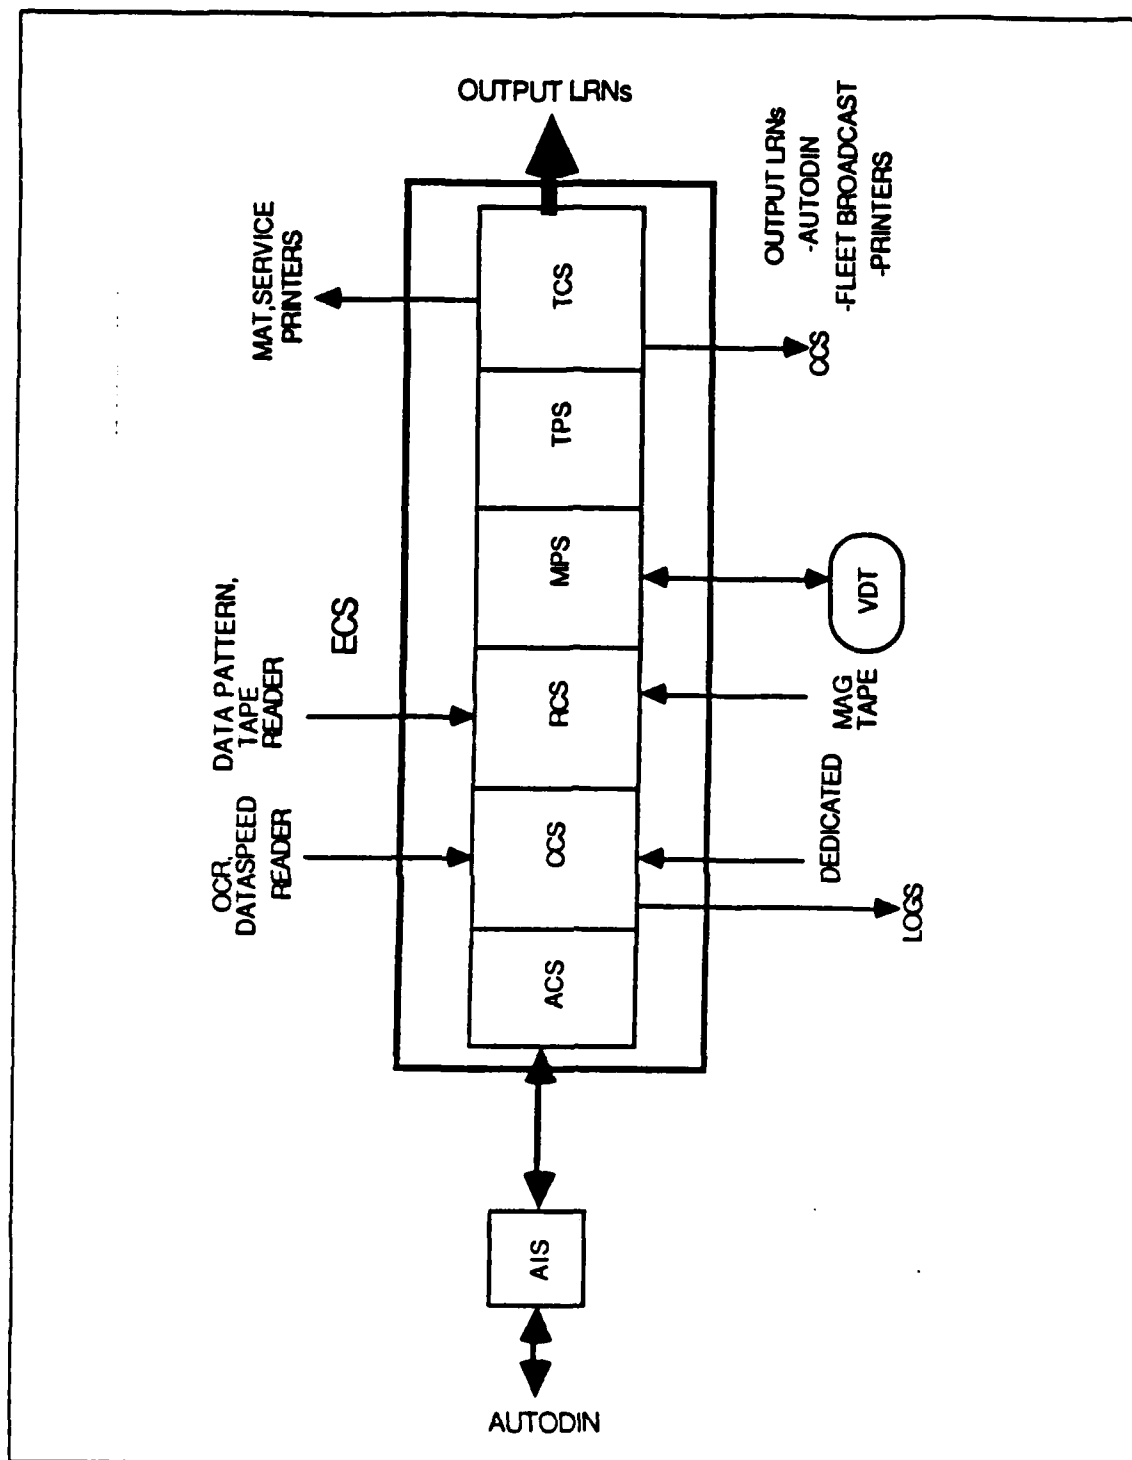 OUTPUT LRNs
MAT, SERVICE
PRINTERS
OUTPUT LRNs
-AUTODIN
-FLEET BROADCAST
-PRINTERS
TCS
CCS
TPS
MPS
VDT
ECS
DATA PATTERN,
TAPE
READER
RCS
MAG
TAPE
OCR,
DATASPEED
READER
CCS
DEDICATED
LOGS
ACS
AIS
AUTODIN